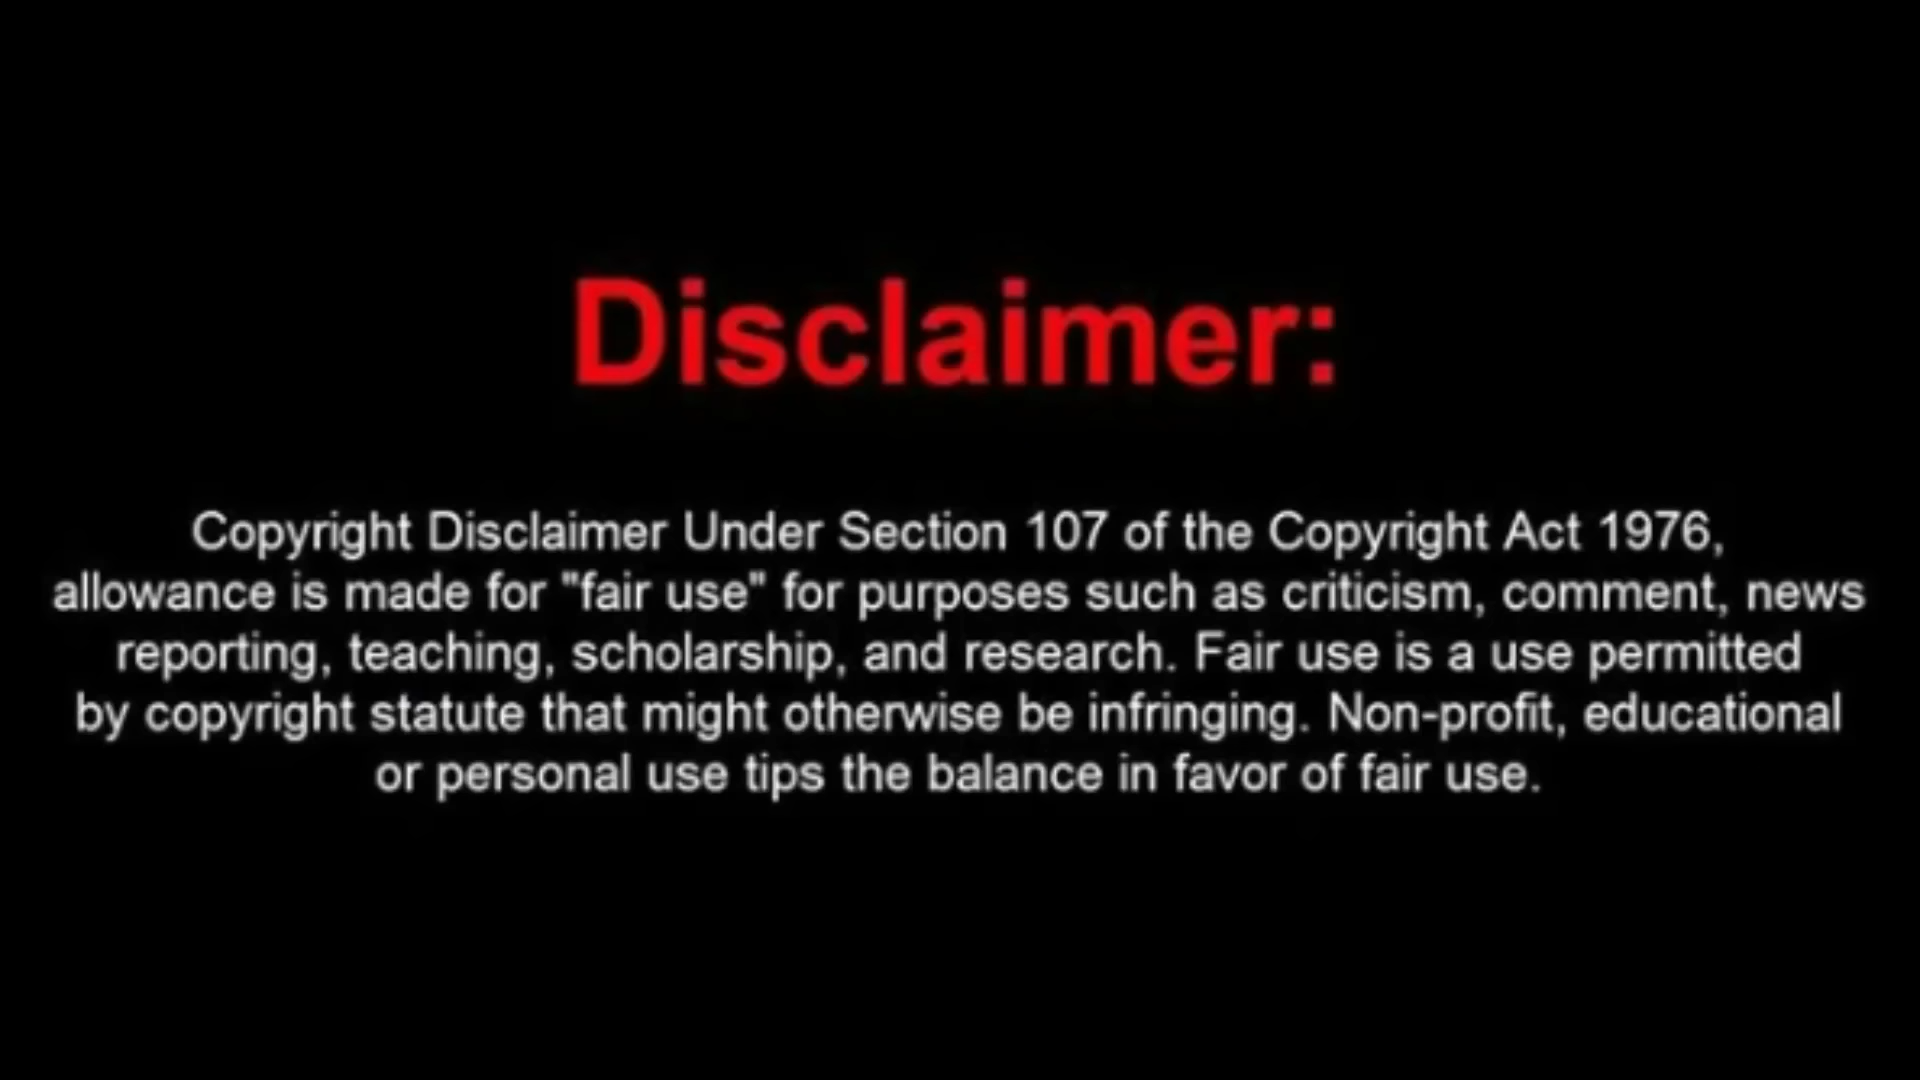 Disclaimer:
Copyright Disclaimer Under Section 107 of the Copyright Act 1976,
allowance is made for "fair use" for purposes such as criticism, comment, news
reporting, teaching, scholarship, and research. Fair use is a use permitted
by copyright statute that might otherwise be infringing. Non-profit, educational
or personal use tips the balance in favor of fair use.